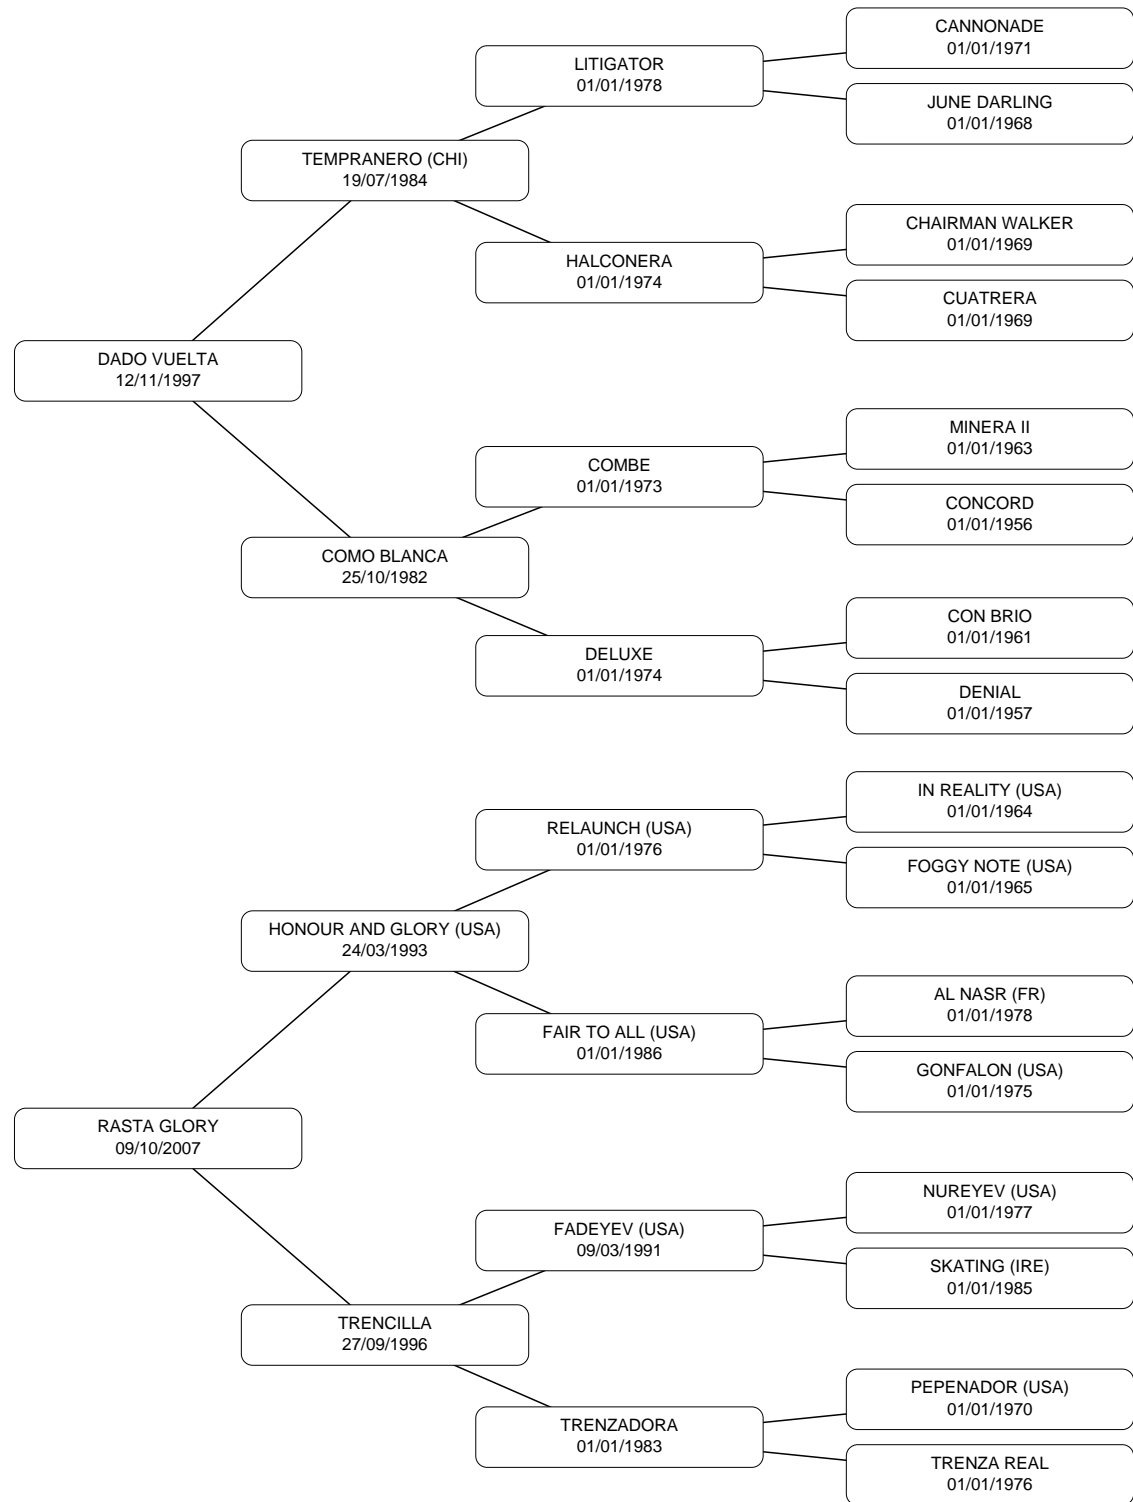 CANNONADE
01/01/1971
LITIGATOR
01/01/1978
JUNE DARLING
01/01/1968
TEMPRANERO (CHI)
19/07/1984
CHAIRMAN WALKER
01/01/1969
HALCONERA
01/01/1974
CUATRERA
01/01/1969
DADO VUELTA
12/11/1997
MINERA II
01/01/1963
COMBE
01/01/1973
CONCORD
01/01/1956
COMO BLANCA
25/10/1982
CON BRIO
01/01/1961
DELUXE
01/01/1974
DENIAL
01/01/1957
IN REALITY (USA)
01/01/1964
RELAUNCH (USA)
01/01/1976
FOGGY NOTE (USA)
01/01/1965
HONOUR AND GLORY (USA)
24/03/1993
AL NASR (FR)
01/01/1978
FAIR TO ALL (USA)
01/01/1986
GONFALON (USA)
01/01/1975
RASTA GLORY
09/10/2007
NUREYEV (USA)
01/01/1977
FADEYEV (USA)
09/03/1991
SKATING (IRE)
01/01/1985
TRENCILLA
27/09/1996
PEPENADOR (USA)
01/01/1970
TRENZADORA
01/01/1983
TRENZA REAL
01/01/1976